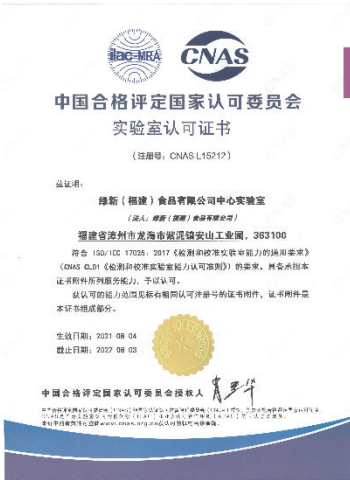 ilac-MRA
CNAS
中国合格评定国家认可委员会
实验室认可证书
（注册号：CNAS L15212）
兹证明：
绿新（福建）食品有限公司中心实验室
（法人：绿新（福建）食品有限公司）
福建省漳州市龙海市紫泥镇安山工业园，363100
符合 ISO/IEC 17025：2017《检测和校准实验室能力的通用要求》
（CNAS CL01《检测和校准实验室能力认可准则》）的要求，具备承担本
证书附件所列服务能力，予以认可。
获认可的能力范围见标有相同认可注册号的证书附件，证书附件是
本证书组成部分。
生效日期：2021-08-04
截止日期：2027-08-03
中国合格评定国家认可委员会授权人